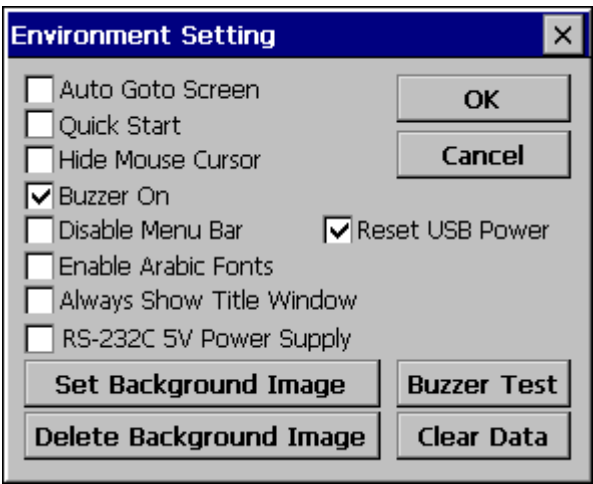 Environment Setting
Auto Goto Screen
OK
Quick Start
Hide Mouse Cursor
Cancel
Buzzer On
Disable Menu Bar
Reset USB Power
Enable Arabic Fonts
Always Show Title Window
RS-232C 5V Power Supply
Set Background Image
Buzzer Test
Delete Background Image
Clear Data